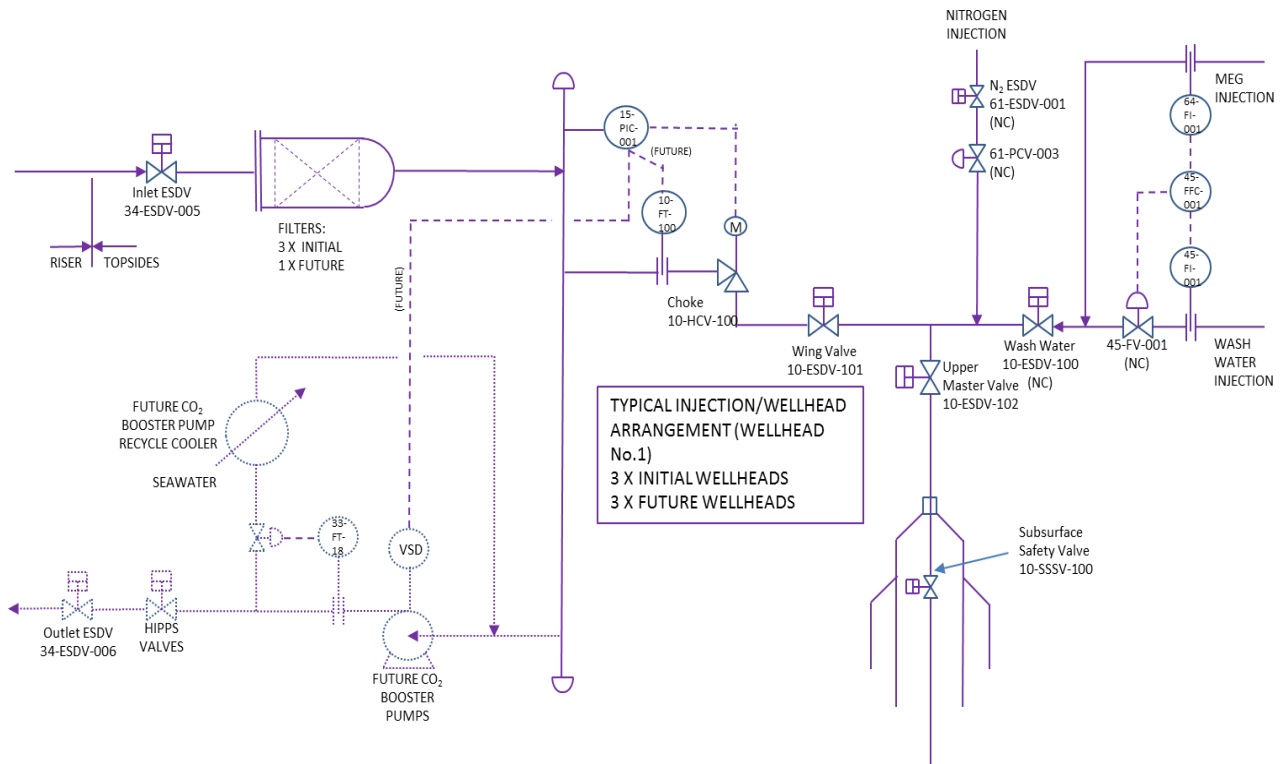 NITROGEN
INJECTION
N₂ ESDV
61-ESDV-001
(NC)
61-PCV-003
(NC)
MEG
INJECTION
64-
FI-
001
45-
FFC-
001
45-
FI-
001
15-
PIC-
001
(FUTURE)
10-
FT-
100
M
Inlet ESDV
34-ESDV-005
RISER
TOPSIDES
FILTERS:
3 X INITIAL
1 X FUTURE
(FUTURE)
Choke
10-HCV-100
Wing Valve
10-ESDV-101
Upper
Master Valve
10-ESDV-102
Wash Water
10-ESDV-100
(NC)
45-FV-001
(NC)
WASH
WATER
INJECTION
FUTURE CO₂
BOOSTER PUMP
RECYCLE COOLER
SEAWATER
TYPICAL INJECTION/WELLHEAD
ARRANGEMENT (WELLHEAD
No.1)
3 X INITIAL WELLHEADS
3 X FUTURE WELLHEADS
33-
FT-
18
VSD
Subsurface
Safety Valve
10-SSSV-100
Outlet ESDV
34-ESDV-006
HIPPS
VALVES
FUTURE CO₂
BOOSTER
PUMPS